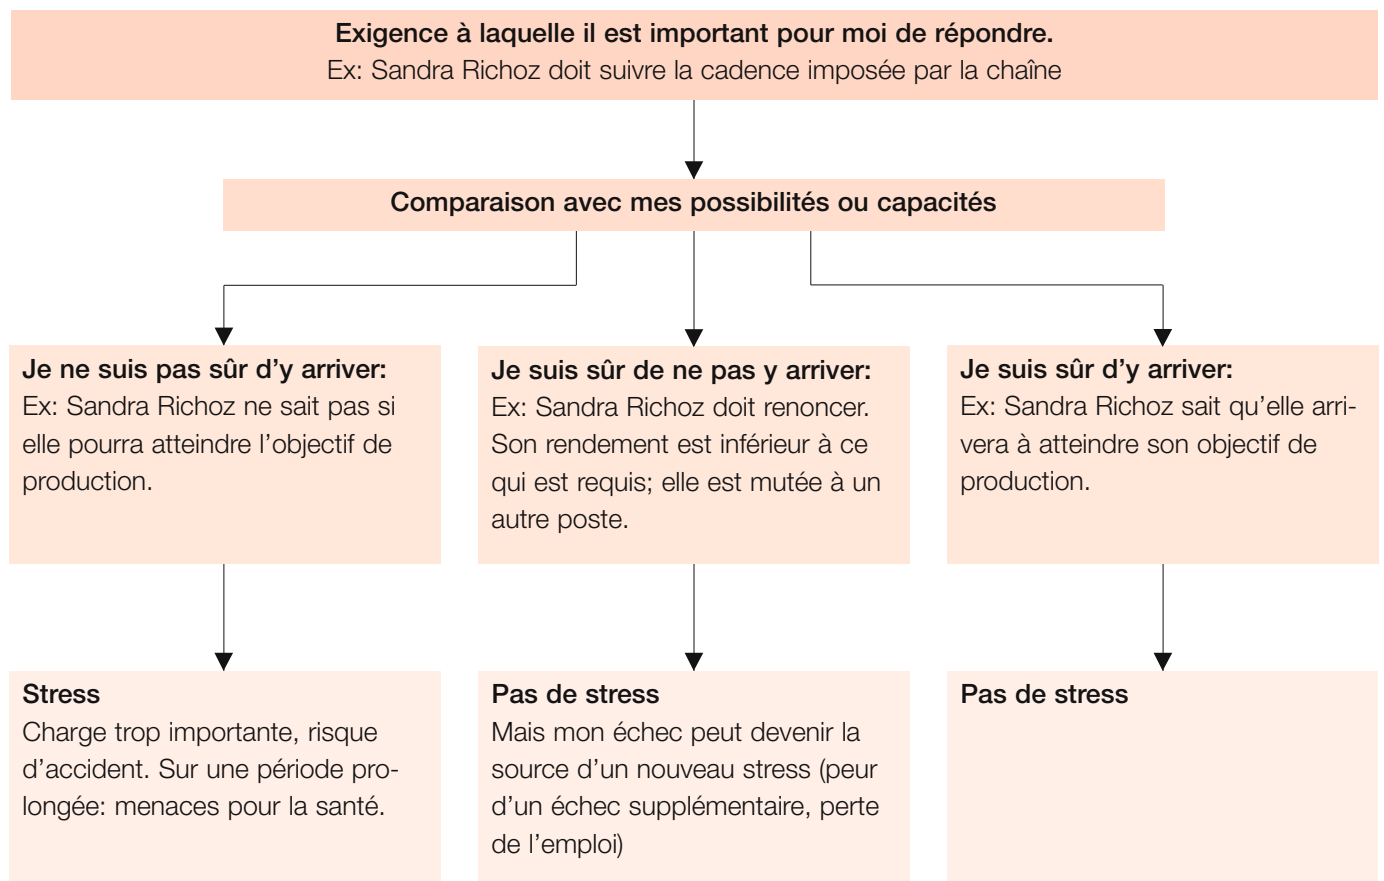 Exigence à laquelle il est important pour moi de répondre.
Ex: Sandra Richoz doit suivre la cadence imposée par la chaîne
Comparaison avec mes possibilités ou capacités
Je ne suis pas sûr d’y arriver:
Ex: Sandra Richoz ne sait pas si
elle pourra atteindre l’objectif de
production.
Je suis sûr de ne pas y arriver:
Ex: Sandra Richoz doit renoncer.
Son rendement est inférieur à ce
qui est requis; elle est mutée à un
autre poste.
Je suis sûr d’y arriver:
Ex: Sandra Richoz sait qu’elle arri-
vera à atteindre son objectif de
production.
Stress
Charge trop importante, risque
d’accident. Sur une période pro-
longée: menaces pour la santé.
Pas de stress
Mais mon échec peut devenir la
source d’un nouveau stress (peur
d’un échec supplémentaire, perte
de l’emploi)
Pas de stress